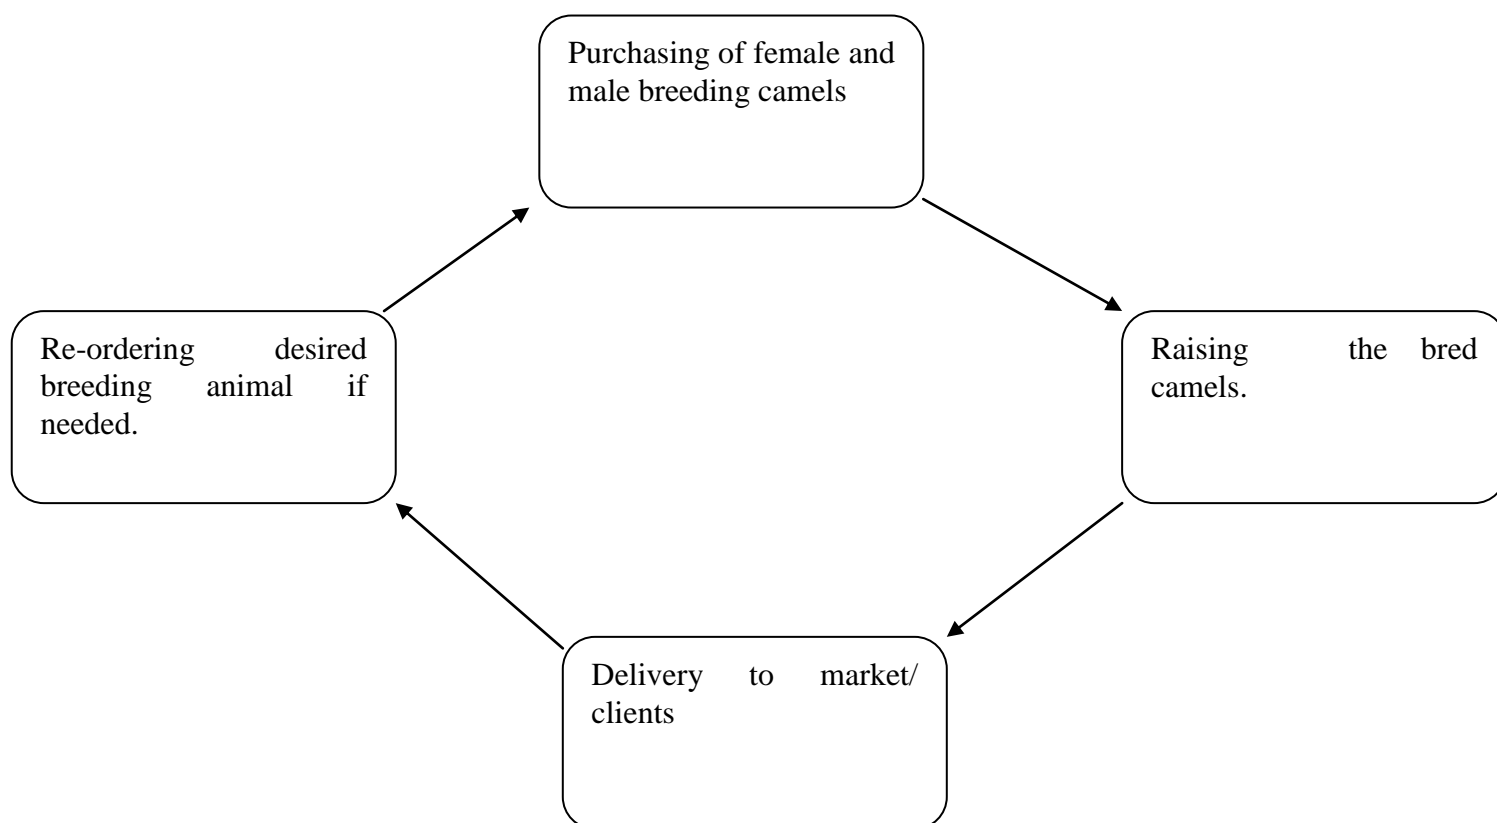 Purchasing of female and
male breeding camels
Re-ordering desired
breeding animal if
needed.
Raising the bred
camels.
Delivery to market/
clients